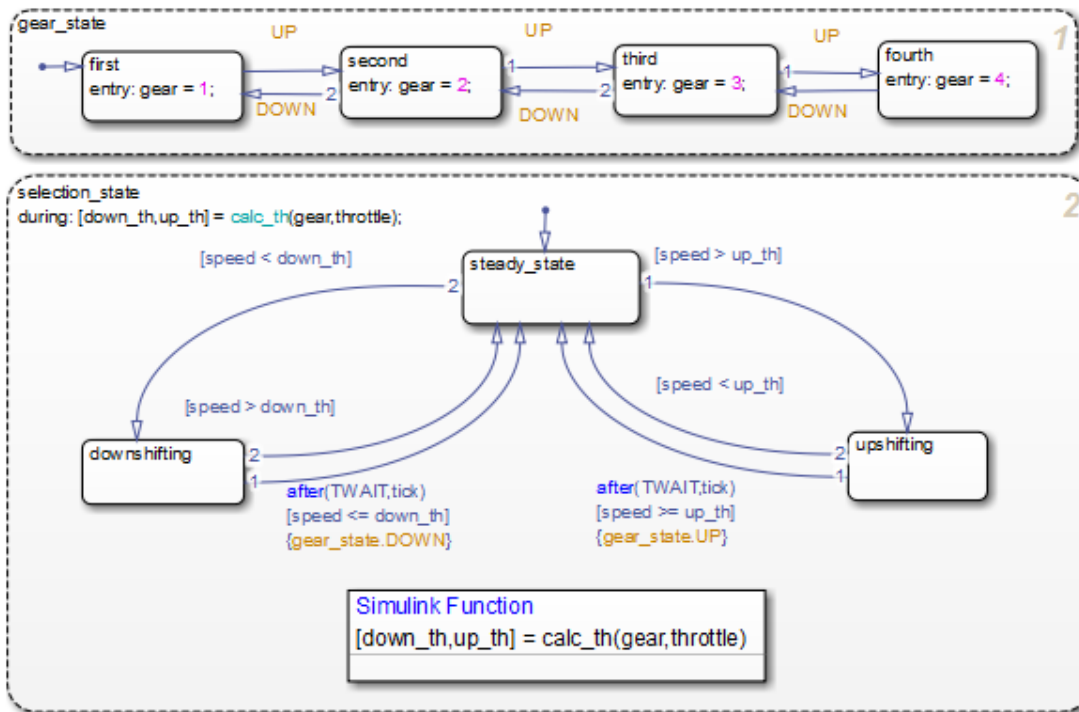 gear_state
1
UP
UP
UP
first
entry: gear = 1;
second
entry: gear = 2;
third
entry: gear = 3;
fourth
entry: gear = 4;
1
1
2
2
DOWN
DOWN
DOWN
selection_state
2
during: [down_th,up_th] = calc_th(gear,throttle);
[speed < down_th]
steady_state
[speed > up_th]
2
1
[speed > down_th]
[speed < up_th]
downshifting
2
1
upshifting
2
1
after(TWAIT,tick)
[speed <= down_th]
{gear_state.DOWN}
after(TWAIT,tick)
[speed >= up_th]
{gear_state.UP}
Simulink Function
[down_th,up_th] = calc_th(gear,throttle)